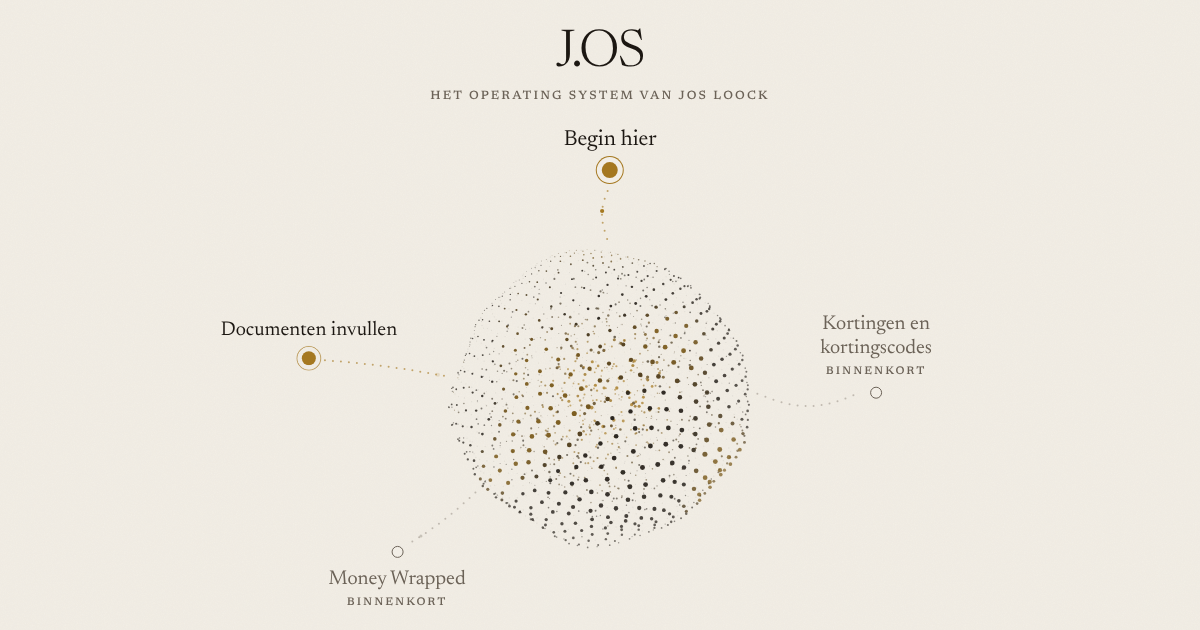 J.OS
HET OPERATING SYSTEM VAN JOS LOOCK
Begin hier
Documenten invullen
Kortingen en
kortingscodes
BINNENKORT
Money Wrapped
BINNENKORT